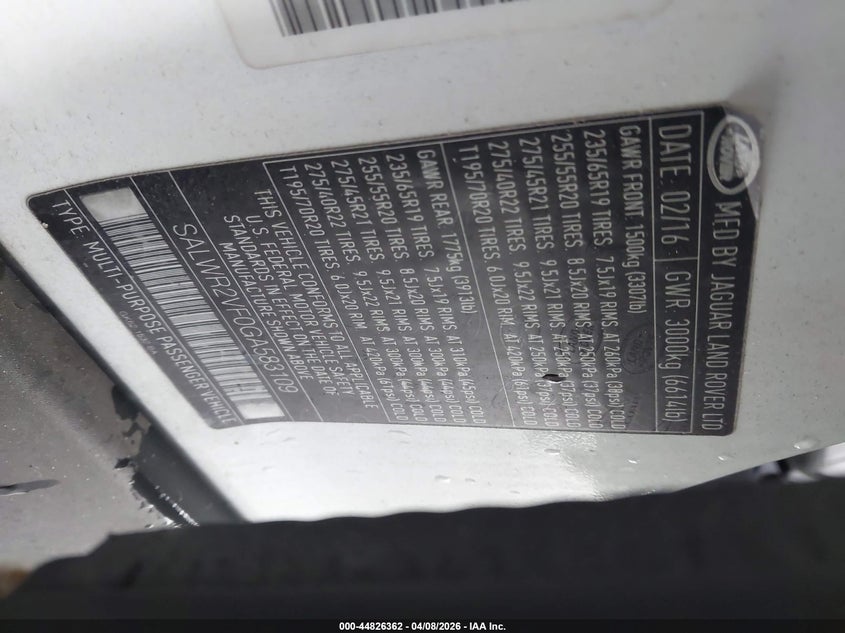 LAND ROVER
MFD BY JAGUAR LAND ROVER LTD
DATE: 02/16 GWR: 3000kg (6614lb)
GAWR FRONT: 1500kg (3307lb)
235/65R19 TIRES, 7.5Jx19 RIMS AT 260kPa (38psi) COLD
255/55R20 TIRES, 8.5Jx20 RIMS AT 250kPa (37psi) COLD
275/45R21 TIRES, 9.5Jx21 RIMS AT 250kPa (37psi) COLD
275/40R22 TIRES, 9.5Jx22 RIMS AT 250kPa (37psi) COLD
T195/70R20 TIRES, 6.0Jx20 RIM, AT 420kPa (61psi) COLD
GAWR REAR: 1775kg (3913lb)
235/65R19 TIRES, 7.5Jx19 RIMS AT 310kPa (45psi) COLD
255/55R20 TIRES, 8.5Jx20 RIMS AT 300kPa (44psi) COLD
275/45R21 TIRES, 9.5Jx21 RIMS AT 300kPa (44psi) COLD
275/40R22 TIRES, 9.5Jx22 RIMS AT 300kPa (44psi) COLD
T195/70R20 TIRES, 6.0Jx20 RIM, AT 420kPa (61psi) COLD
THIS VEHICLE CONFORMS TO ALL APPLICABLE
U.S. FEDERAL MOTOR VEHICLE SAFETY
STANDARDS IN EFFECT ON THE DATE OF
MANUFACTURE SHOWN ABOVE
SALWR2VF0GA583109
TYPE: MULTI-PURPOSE PASSENGER VEHICLE
000-44826362 - 04/08/2026 - IAA Inc.